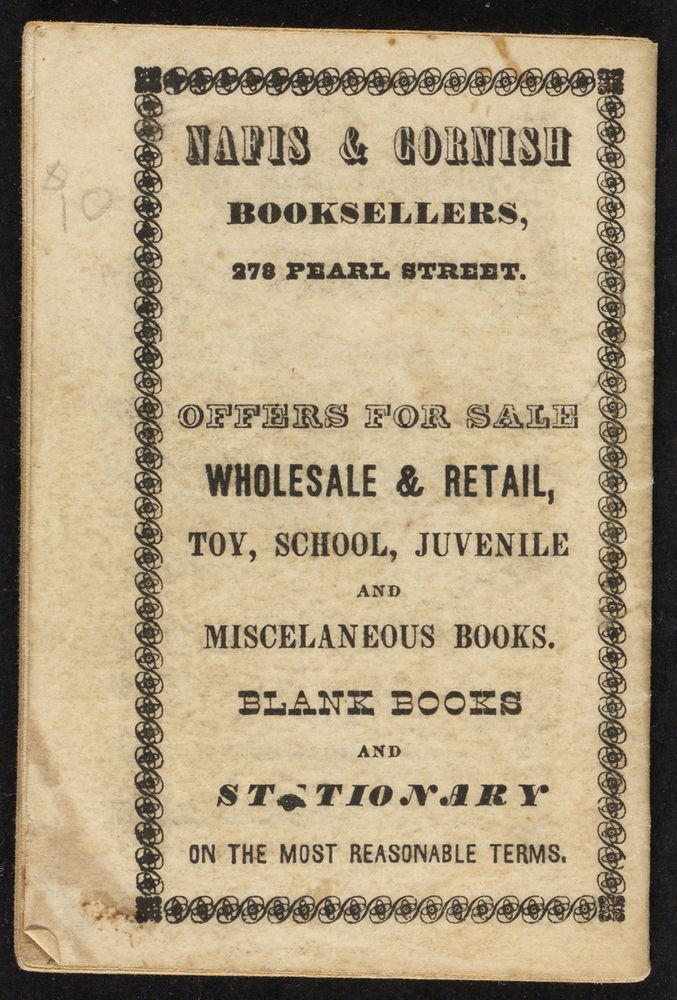 NAFIS & CORNISH
BOOKSELLERS,
278 PEARL STREET.
$10
OFFERS FOR SALE
WHOLESALE & RETAIL,
TOY, SCHOOL, JUVENILE
AND
MISCELANEOUS BOOKS.
BLANK BOOKS
AND
STATIONARY
ON THE MOST REASONABLE TERMS.